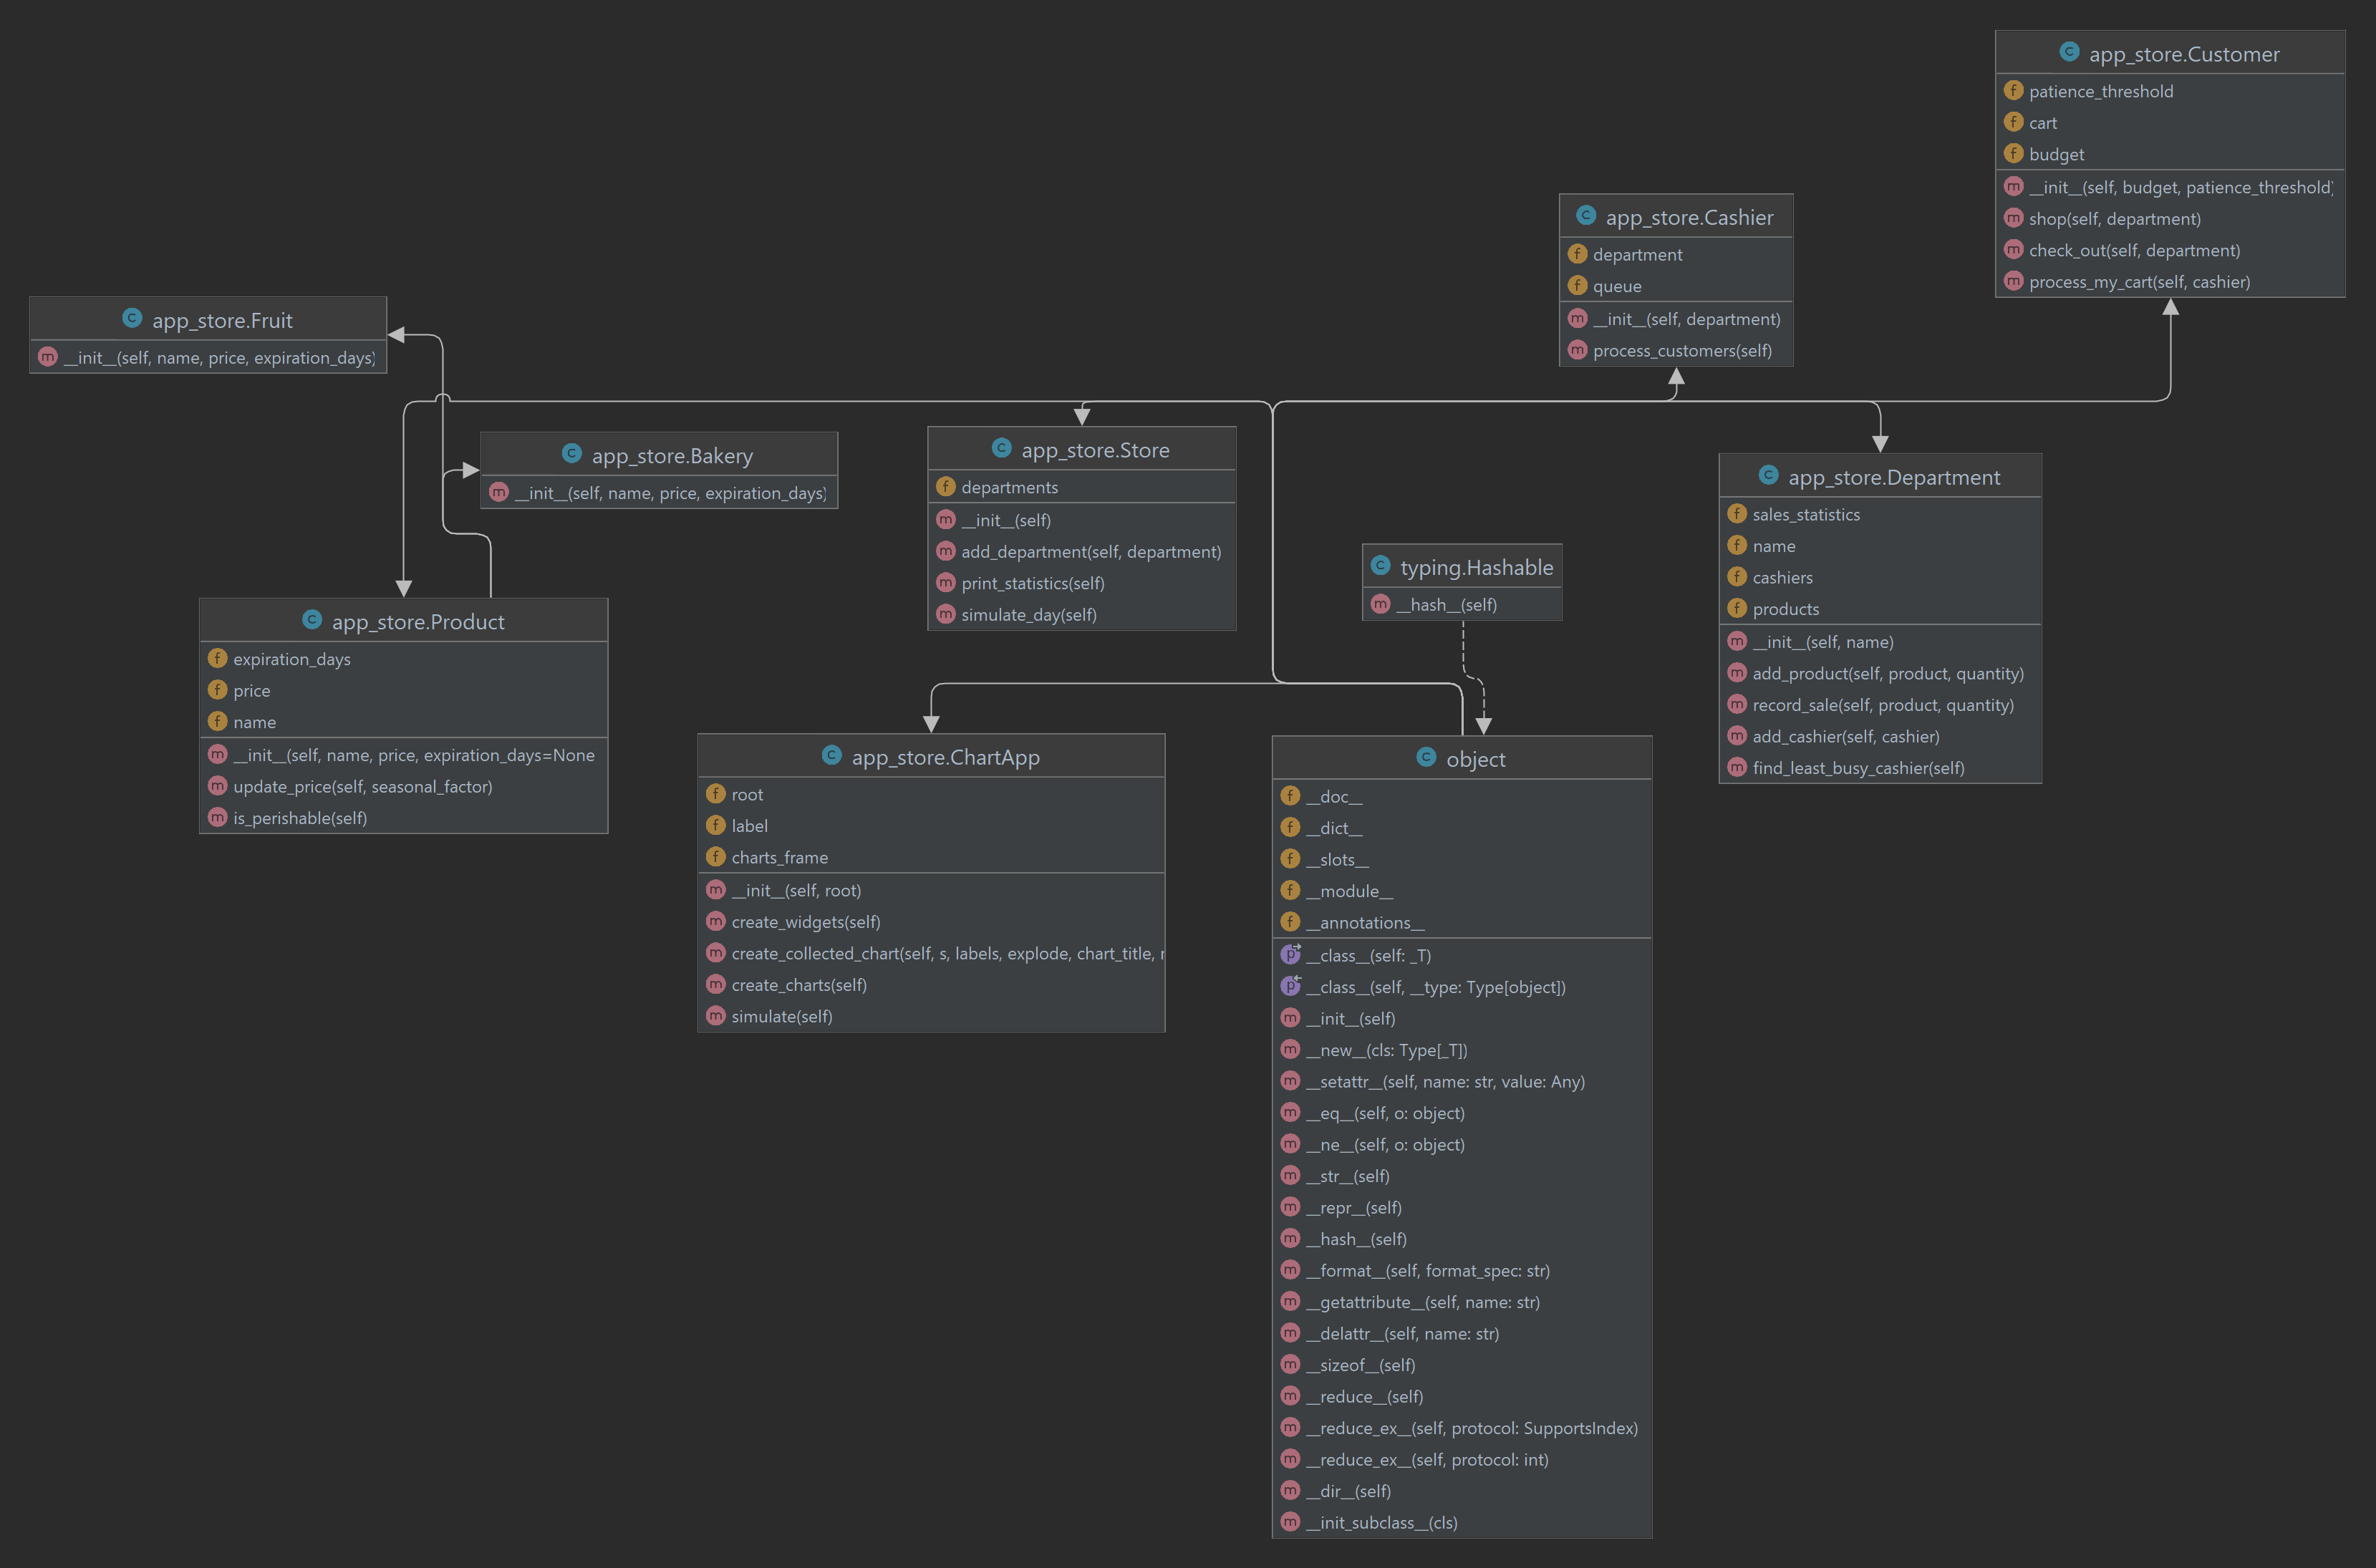 app_store.Customer
patience_threshold
cart
budget
__init__(self, budget, patience_threshold)
shop(self, department)
check_out(self, department)
process_my_cart(self, cashier)
app_store.Cashier
department
queue
__init__(self, department)
process_customers(self)
app_store.Fruit
__init__(self, name, price, expiration_days)
app_store.Bakery
__init__(self, name, price, expiration_days)
app_store.Store
departments
__init__(self)
add_department(self, department)
print_statistics(self)
simulate_day(self)
app_store.Department
sales_statistics
name
cashiers
products
__init__(self, name)
add_product(self, product, quantity)
record_sale(self, product, quantity)
add_cashier(self, cashier)
find_least_busy_cashier(self)
typing.Hashable
__hash__(self)
app_store.Product
expiration_days
price
name
__init__(self, name, price, expiration_days=None
update_price(self, seasonal_factor)
is_perishable(self)
app_store.ChartApp
root
label
charts_frame
__init__(self, root)
create_widgets(self)
create_collected_chart(self, s, labels, explode, chart_title,
create_charts(self)
simulate(self)
object
__doc__
__dict__
__slots__
__module__
__annotations__
__class__(self: _T)
__class__(self, __type: Type[object])
__init__(self)
__new__(cls: Type[_T])
__setattr__(self, name: str, value: Any)
__eq__(self, o: object)
__ne__(self, o: object)
__str__(self)
__repr__(self)
__hash__(self)
__format__(self, format_spec: str)
__getattribute__(self, name: str)
__delattr__(self, name: str)
__sizeof__(self)
__reduce__(self)
__reduce_ex__(self, protocol: SupportsIndex)
__reduce_ex__(self, protocol: int)
__dir__(self)
__init_subclass__(cls)